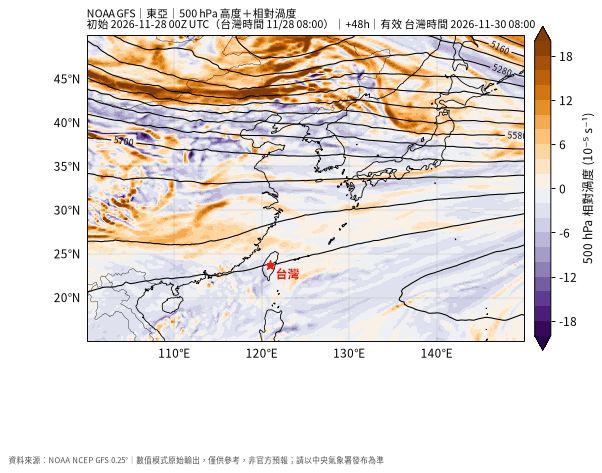 NOAA GFS｜東亞｜500 hPa 高度＋相對渦度
初始 2026-11-28 00Z UTC（台灣時間 11/28 08:00）｜+48h｜有效 台灣時間 2026-11-30 08:00
5160
5280
5580
5700
台灣
45°N
40°N
35°N
30°N
25°N
20°N
110°E
120°E
130°E
140°E
18
12
6
0
-6
-12
-18
500 hPa 相對渦度 (10⁻⁵ s⁻¹)
資料來源：NOAA NCEP GFS 0.25°｜數值模式原始輸出，僅供參考，非官方預報；請以中央氣象署發布為準